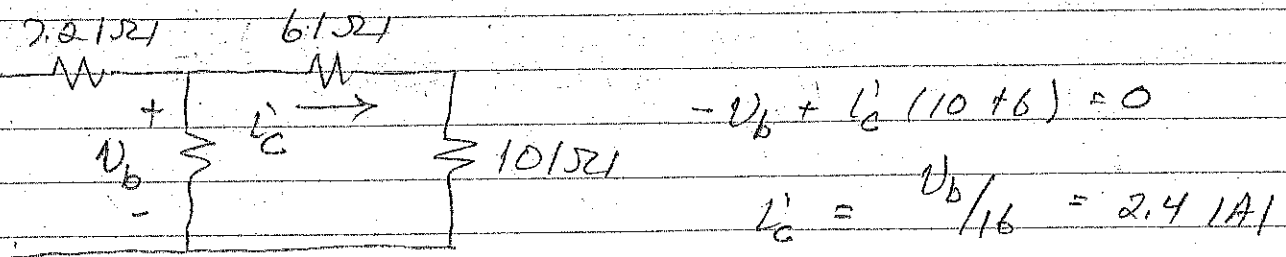 7.2|Ω| 6|Ω|
-v_b + i_c (10+6) = 0
+ i_c →
v_b 10|Ω|
-
i_c = v_b/16 = 2.4 |A|